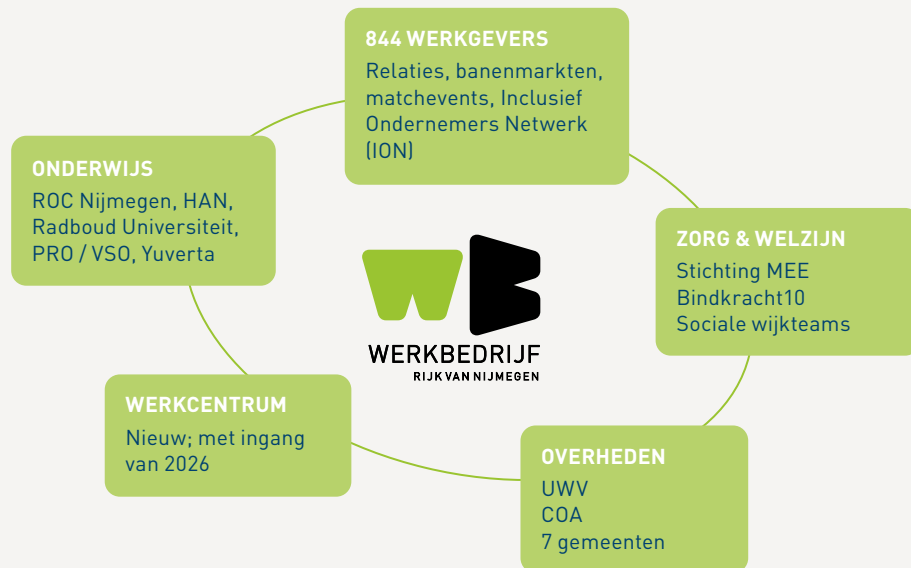 844 WERKGEVERS
Relaties, banenmarkten,
matchevents, Inclusief
Ondernemers Netwerk
(ION)
ONDERWIJS
ROC Nijmegen, HAN,
Radboud Universiteit,
PRO / VSO, Yuverta
ZORG & WELZIJN
Stichting MEE
Bindkracht10
Sociale wijkteams
WB
WERKBEDRIJF
RIJK VAN NIJMEGEN
WERKCENTRUM
Nieuw; met ingang
van 2026
OVERHEDEN
UWV
COA
7 gemeenten